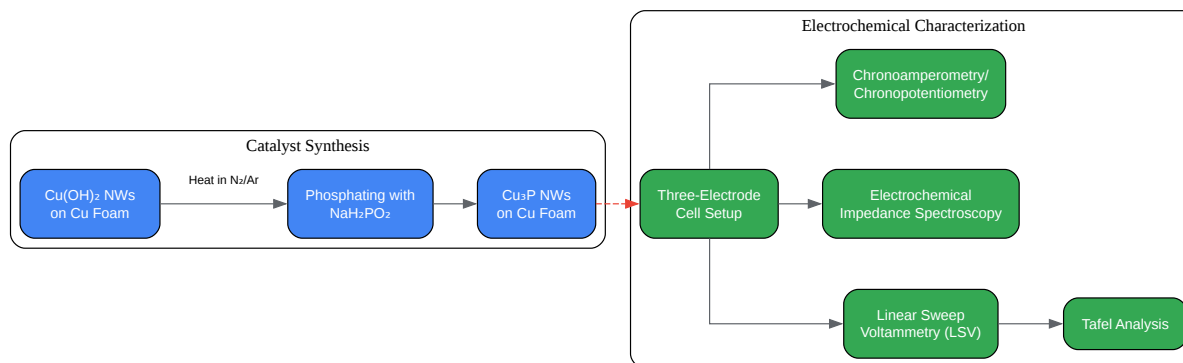 Electrochemical Characterization
Chronoamperometry/
Chronopotentiometry
Catalyst Synthesis
Cu(OH)₂ NWs
on Cu Foam
Heat in N₂/Ar
Phosphating with
NaH₂PO₂
Cu₃P NWs
on Cu Foam
Three-Electrode
Cell Setup
Electrochemical
Impedance Spectroscopy
Linear Sweep
Voltammetry (LSV)
Tafel Analysis